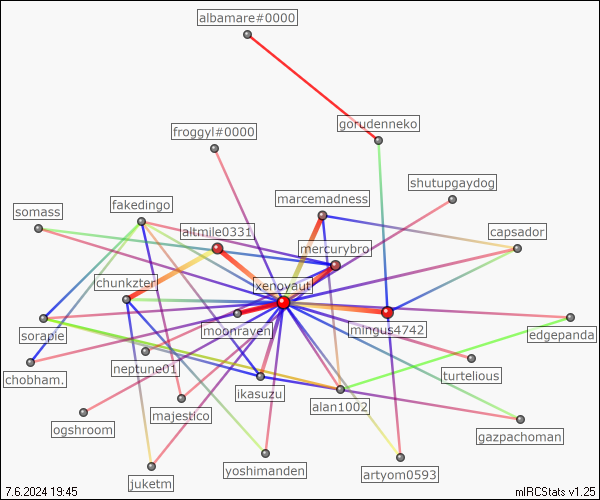 albamare#0000
gorudenneko
froggyl#0000
shutupgaydog
marcemadness
fakedingo
somass
altmile0331
capsador
mercurybro
chunkzter
xenoyaut
sorapie
moonraven
mingus4742
edgepanda
neptune01
chobham.
turtelious
ikasuzu
alan1002
majestico
ogshroom
gazpachoman
yoshimanden
artyom0593
juketm
7.6.2024 19:45
mIRCStats v1.25